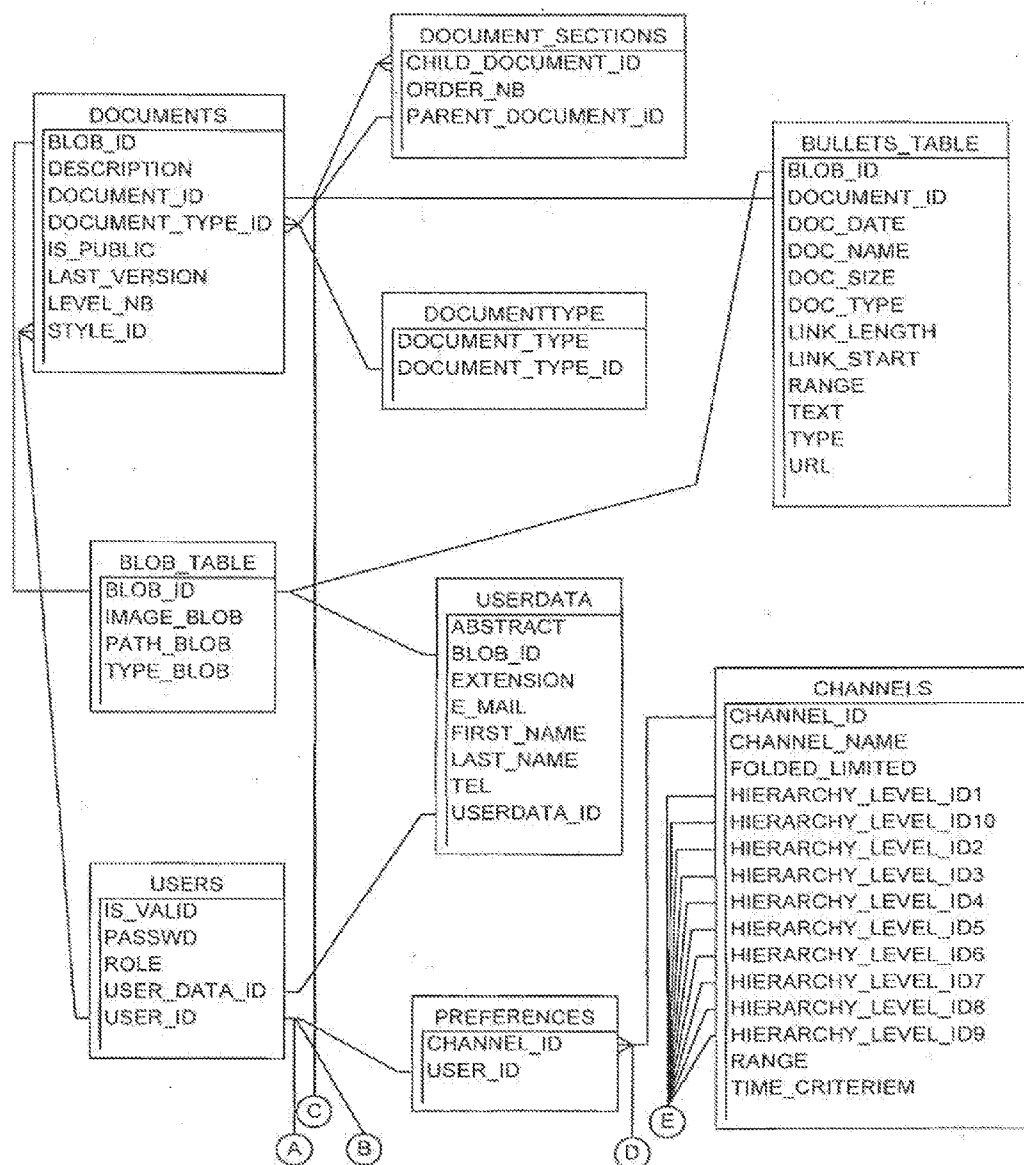 DOCUMENT_SECTIONS
CHILD_DOCUMENT_ID
ORDER_NB
PARENT_DOCUMENT_ID
DOCUMENTS
BLOB_ID
DESCRIPTION
DOCUMENT_ID
DOCUMENT_TYPE_ID
IS_PUBLIC
LAST_VERSION
LEVEL_NB
STYLE_ID
BULLETS_TABLE
BLOB_ID
DOCUMENT_ID
DOC_DATE
DOC_NAME
DOC_SIZE
DOC_TYPE
LINK_LENGTH
LINK_START
RANGE
TEXT
TYPE
URL
DOCUMENTTYPE
DOCUMENT_TYPE
DOCUMENT_TYPE_ID
BLOB_TABLE
BLOB_ID
IMAGE_BLOB
PATH_BLOB
TYPE_BLOB
USERDATA
ABSTRACT
BLOB_ID
EXTENSION
E_MAIL
FIRST_NAME
LAST_NAME
TEL
USERDATA_ID
CHANNELS
CHANNEL_ID
CHANNEL_NAME
FOLDED_LIMITED
HIERARCHY_LEVEL_ID1
HIERARCHY_LEVEL_ID10
HIERARCHY_LEVEL_ID2
HIERARCHY_LEVEL_ID3
HIERARCHY_LEVEL_ID4
HIERARCHY_LEVEL_ID5
HIERARCHY_LEVEL_ID6
HIERARCHY_LEVEL_ID7
HIERARCHY_LEVEL_ID8
HIERARCHY_LEVEL_ID9
RANGE
TIME_CRITERIEM
USERS
IS_VALID
PASSWD
ROLE
USER_DATA_ID
USER_ID
PREFERENCES
CHANNEL_ID
USER_ID
A
C
B
D
E